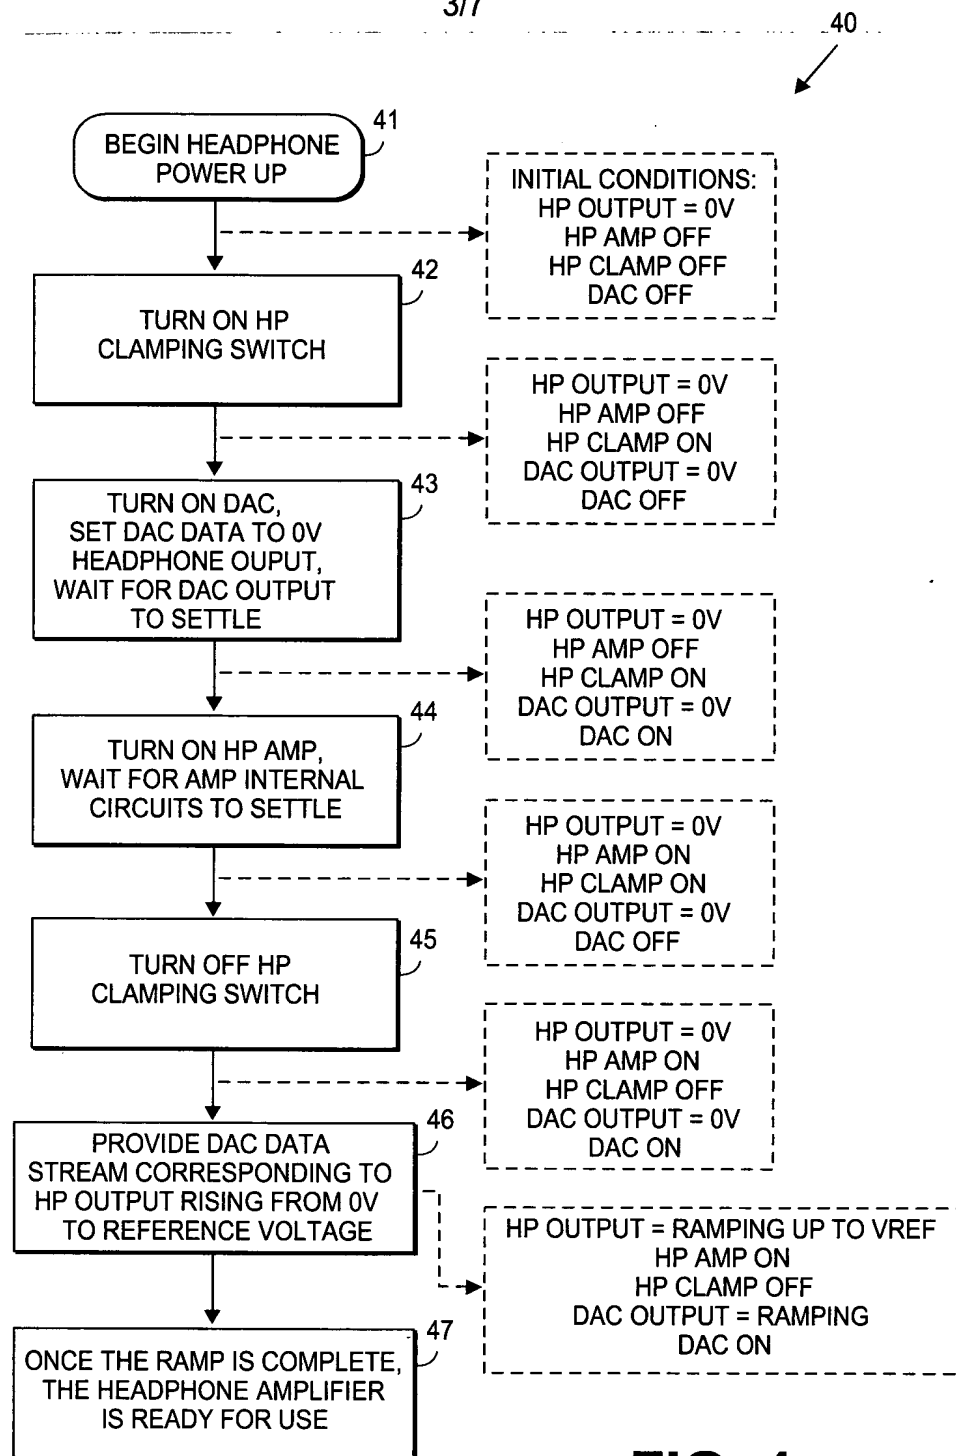 3/7
40
BEGIN HEADPHONE
POWER UP
41
INITIAL CONDITIONS:
HP OUTPUT = 0V
HP AMP OFF
HP CLAMP OFF
DAC OFF
42
TURN ON HP
CLAMPING SWITCH
HP OUTPUT = 0V
HP AMP OFF
HP CLAMP ON
DAC OUTPUT = 0V
DAC OFF
43
TURN ON DAC,
SET DAC DATA TO 0V
HEADPHONE OUPUT,
WAIT FOR DAC OUTPUT
TO SETTLE
HP OUTPUT = 0V
HP AMP OFF
HP CLAMP ON
DAC OUTPUT = 0V
DAC ON
44
TURN ON HP AMP,
WAIT FOR AMP INTERNAL
CIRCUITS TO SETTLE
HP OUTPUT = 0V
HP AMP ON
HP CLAMP ON
DAC OUTPUT = 0V
DAC OFF
45
TURN OFF HP
CLAMPING SWITCH
HP OUTPUT = 0V
HP AMP ON
HP CLAMP OFF
DAC OUTPUT = 0V
DAC ON
46
PROVIDE DAC DATA
STREAM CORRESPONDING TO
HP OUTPUT RISING FROM 0V
TO REFERENCE VOLTAGE
HP OUTPUT = RAMPING UP TO VREF
HP AMP ON
HP CLAMP OFF
DAC OUTPUT = RAMPING
DAC ON
47
ONCE THE RAMP IS COMPLETE,
THE HEADPHONE AMPLIFIER
IS READY FOR USE